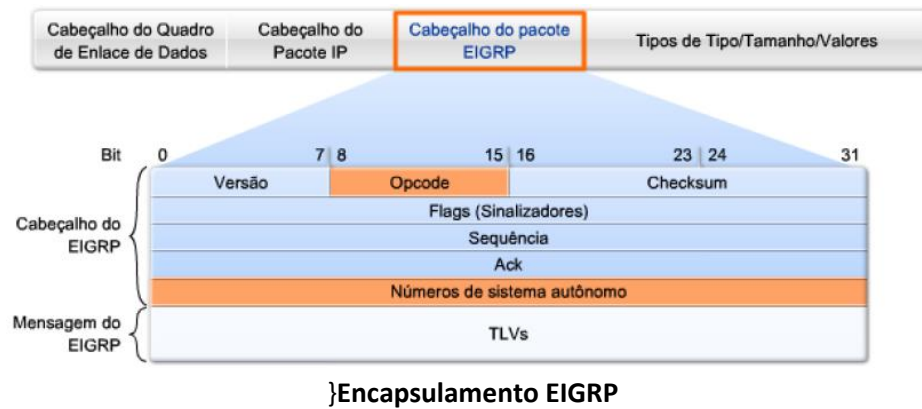 Cabeçalho do Quadro
de Enlace de Dados
Cabeçalho do
Pacote IP
Cabeçalho do pacote
EIGRP
Tipos de Tipo/Tamanho/Valores
Bit 0 7 8 15 16 23 24 31
Versão Opcode Checksum
Flags (Sinalizadores)
Cabeçalho do
EIGRP
Sequência
Ack
Números de sistema autônomo
Mensagem do
EIGRP
TLVs
}Encapsulamento EIGRP